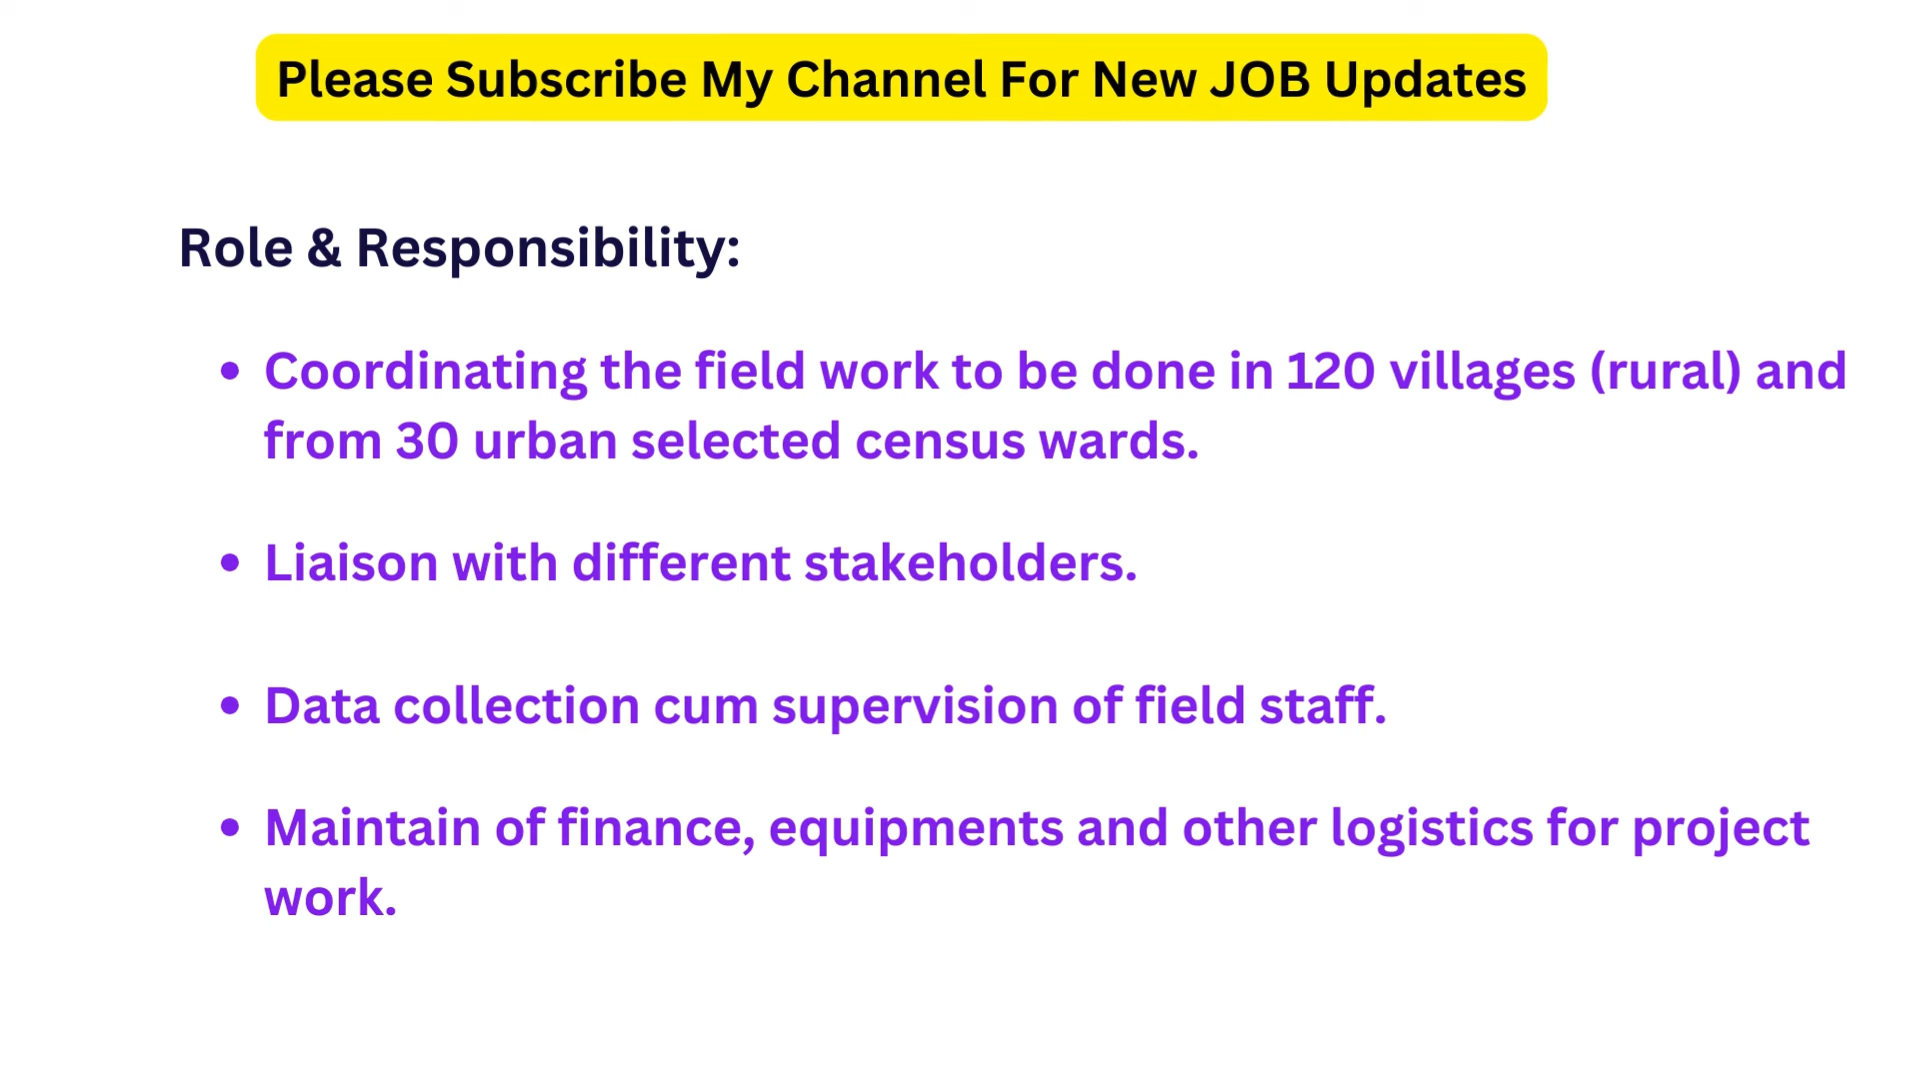 Please Subscribe My Channel For New JOB Updates
Role & Responsibility:
• Coordinating the field work to be done in 120 villages (rural) and
from 30 urban selected census wards.
• Liaison with different stakeholders.
• Data collection cum supervision of field staff.
• Maintain of finance, equipments and other logistics for project
work.